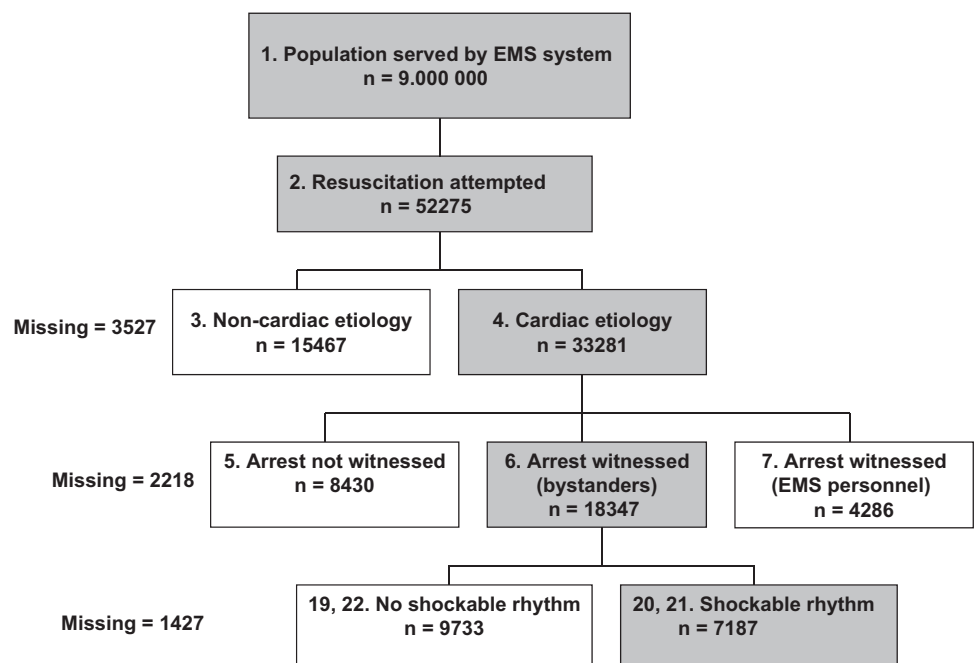 1. Population served by EMS system
n = 9.000 000
2. Resuscitation attempted
n = 52275
Missing = 3527
3. Non-cardiac etiology
n = 15467
4. Cardiac etiology
n = 33281
Missing = 2218
5. Arrest not witnessed
n = 8430
6. Arrest witnessed
(bystanders)
n = 18347
7. Arrest witnessed
(EMS personnel)
n = 4286
Missing = 1427
19, 22. No shockable rhythm
n = 9733
20, 21. Shockable rhythm
n = 7187